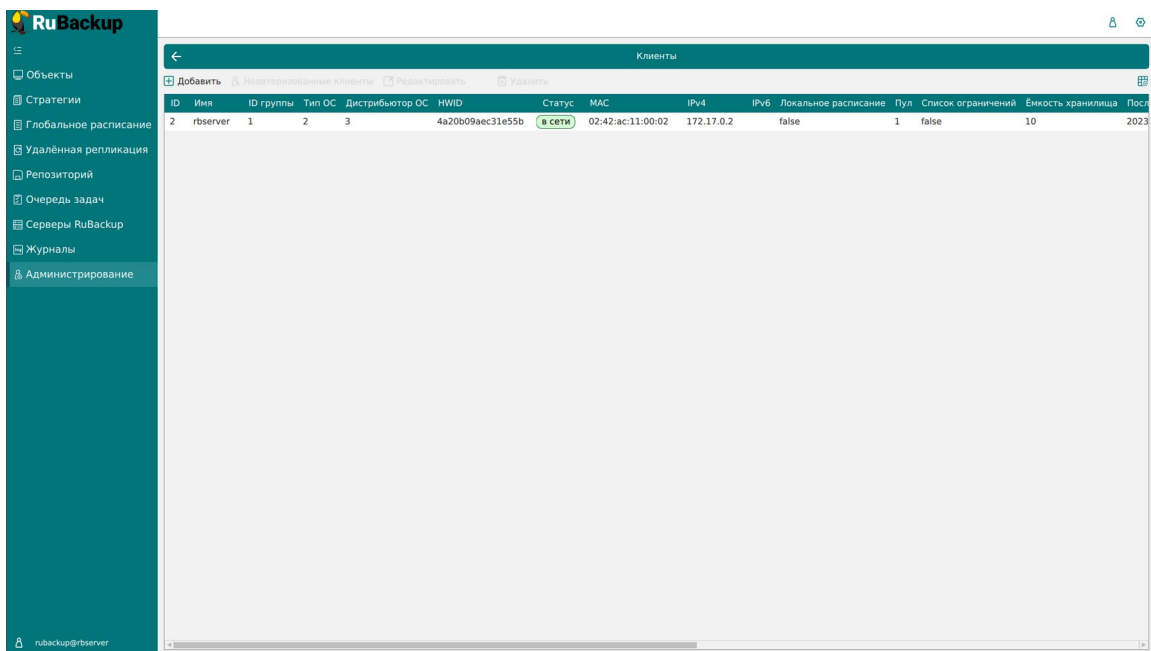 RuBackup
Клиенты
Объекты
Стратегии
Глобальное расписание
Удалённая репликация
Репозиторий
Очередь задач
Серверы RuBackup
Журналы
Администрирование
rubackup@rbserver
Добавить Неавторизованные клиенты Редактировать Удалить
ID Имя ID группы Тип ОС Дистрибьютор ОС HWID Статус MAC IPv4 IPv6 Локальное расписание Пул Список ограничений Ёмкость хранилища Посл
2 rbserver 1 2 3 4a20b09aec31e55b в сети 02:42:ac:11:00:02 172.17.0.2 false 1 false 10 2023